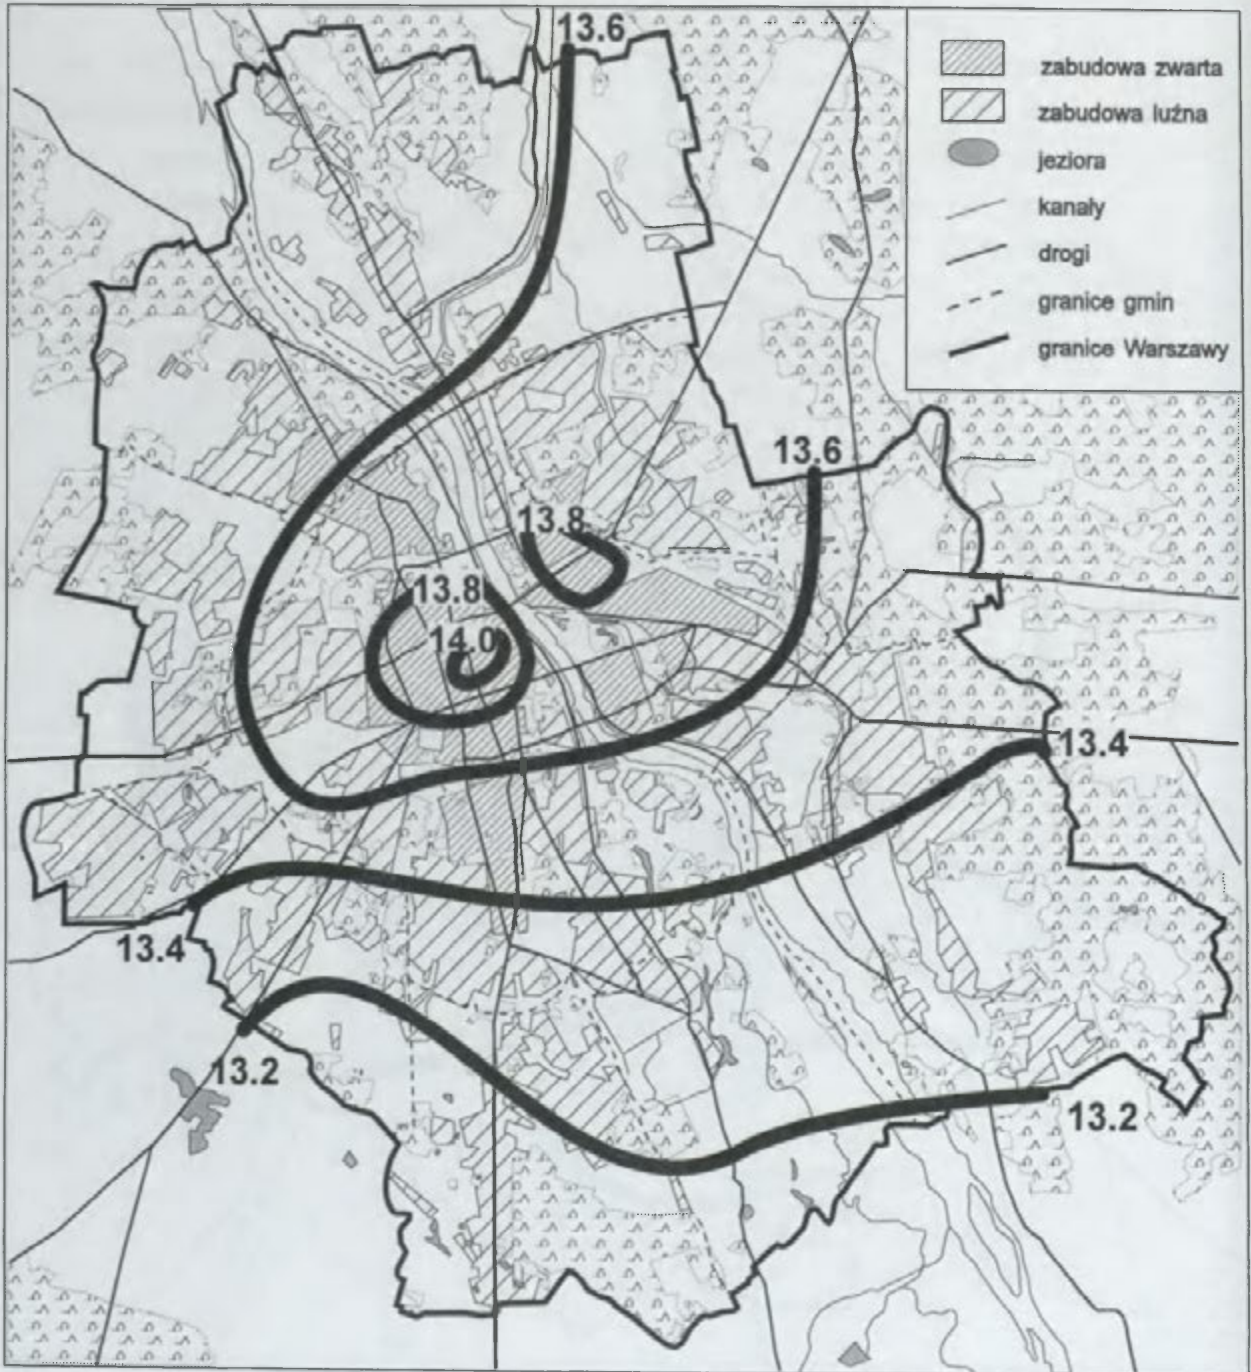 13.6
zabudowa zwarta
zabudowa luźna
jeziora
kanały
drogi
granice gmin
granice Warszawy
13.6
13.8
13.8
14.0
13.4
13.4
13.2
13.2